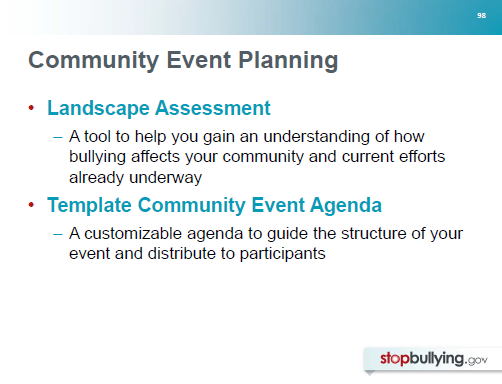 98
Community Event Planning
• Landscape Assessment
– A tool to help you gain an understanding of how
bullying affects your community and current efforts
already underway
• Template Community Event Agenda
– A customizable agenda to guide the structure of your
event and distribute to participants
stopbullying.gov